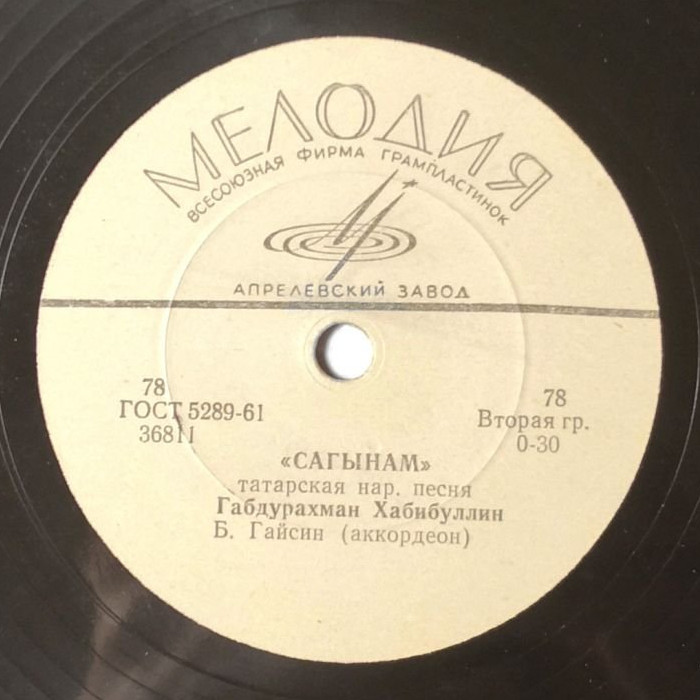 МЕЛОДИЯ
ВСЕСОЮЗНАЯ ФИРМА ГРАМПЛАСТИНОК
АПРЕЛЕВСКИЙ ЗАВОД
78
ГОСТ 5289-61
36811
78
Вторая гр.
0-30
«САГЫНАМ»
татарская нар. песня
Габдурахман Хабибуллин
Б. Гайсин (аккордеон)